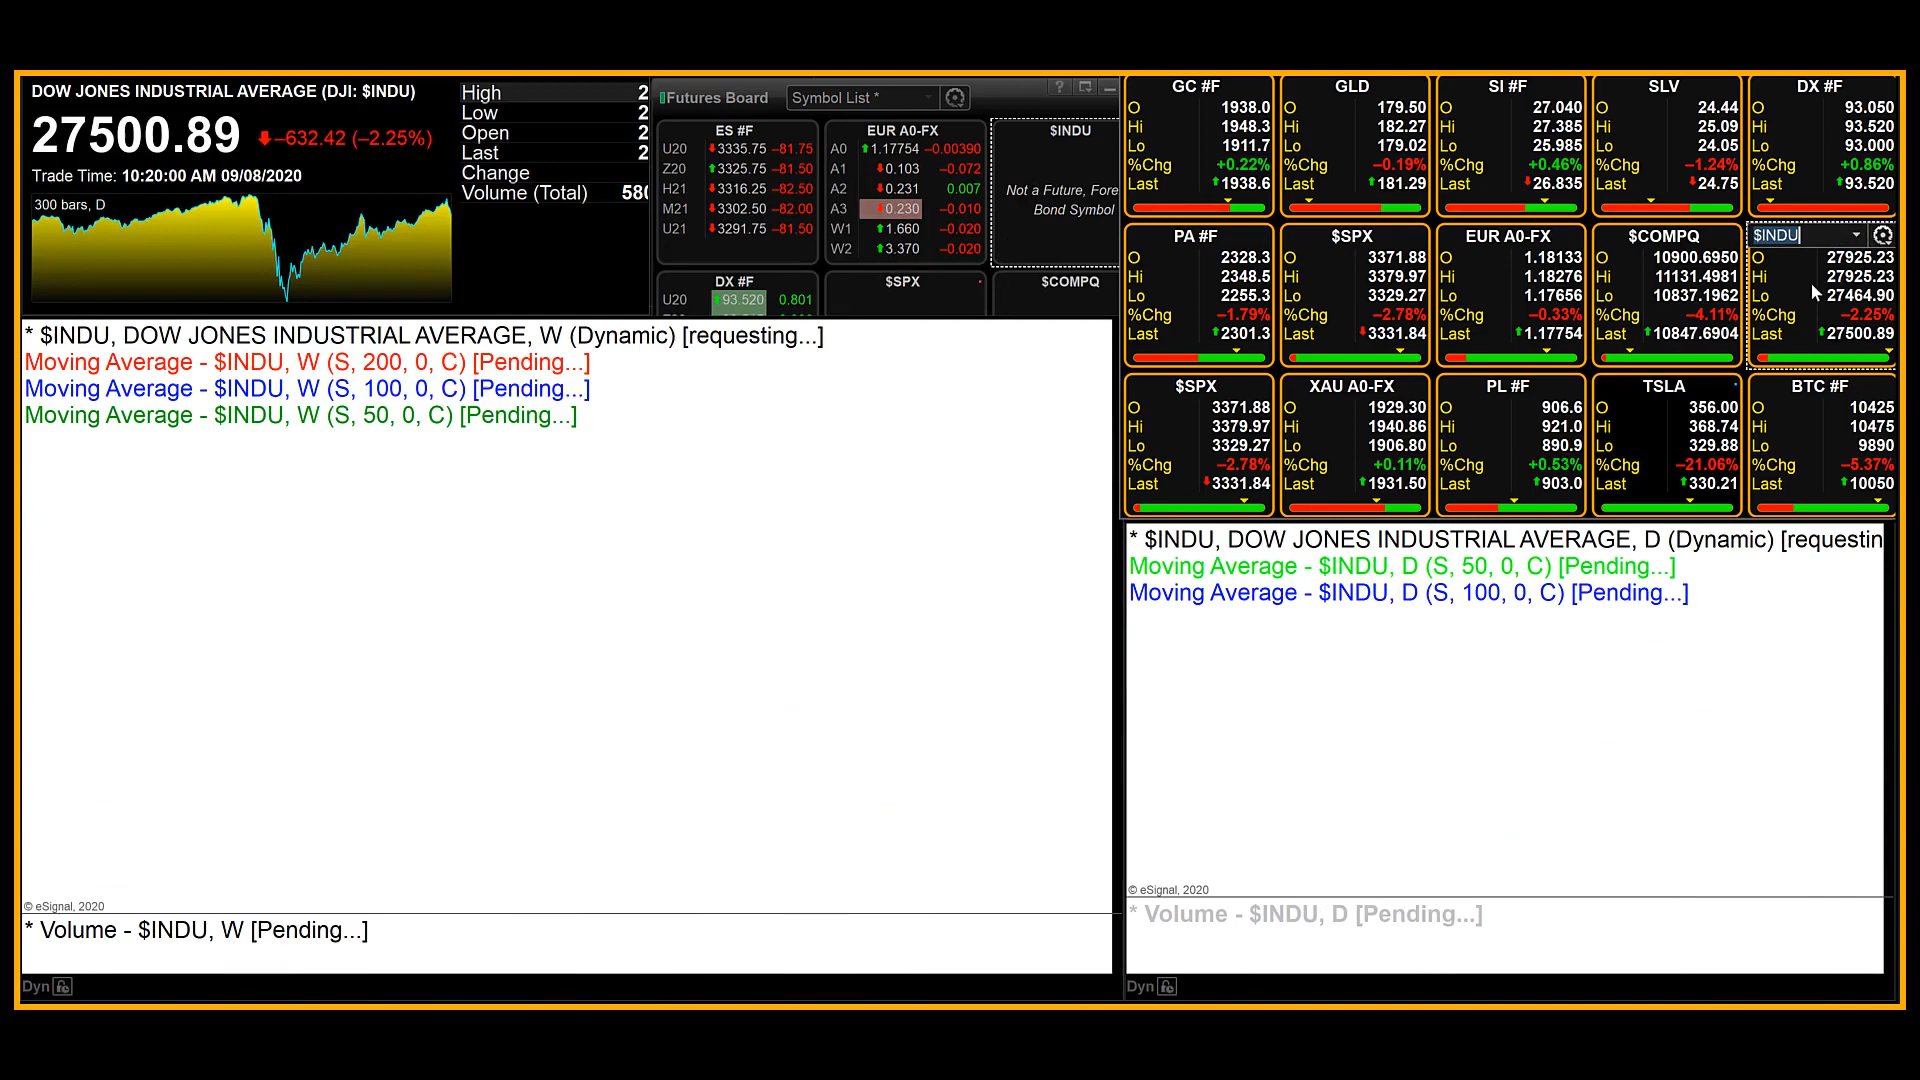 DOW JONES INDUSTRIAL AVERAGE (DJI: $INDU)
27500.89 –632.42 (–2.25%)
Trade Time: 10:20:00 AM 09/08/2020
300 bars, D
High 2
Low 2
Open 2
Last 2
Change
Volume (Total) 580
Futures Board Symbol List *
?
ES #F
U20 3335.75 –81.75
Z20 3325.75 –81.50
H21 3316.25 –82.50
M21 3302.50 –82.00
U21 3291.75 –81.50
EUR A0-FX
A0 1.17754 –0.00390
A1 0.103 –0.072
A2 0.231 0.007
A3 0.230 –0.010
W1 1.660 –0.020
W2 3.370 –0.020
$INDU
Not a Future, Fore
Bond Symbol
DX #F
U20 93.520 0.801
$SPX
$COMPQ
GC #F
O 1938.0
Hi 1948.3
Lo 1911.7
%Chg +0.22%
Last 1938.6
GLD
O 179.50
Hi 182.27
Lo 179.02
%Chg –0.19%
Last 181.29
SI #F
O 27.040
Hi 27.385
Lo 25.985
%Chg +0.46%
Last 26.835
SLV
O 24.44
Hi 25.09
Lo 24.05
%Chg –1.24%
Last 24.75
DX #F
O 93.050
Hi 93.520
Lo 93.000
%Chg +0.86%
Last 93.520
PA #F
O 2328.3
Hi 2348.5
Lo 2255.3
%Chg –1.79%
Last 2301.3
$SPX
O 3371.88
Hi 3379.97
Lo 3329.27
%Chg –2.78%
Last 3331.84
EUR A0-FX
O 1.18133
Hi 1.18276
Lo 1.17656
%Chg –0.33%
Last 1.17754
$COMPQ
O 10900.6950
Hi 11131.4981
Lo 10837.1962
%Chg –4.11%
Last 10847.6904
$INDU
O 27925.23
Hi 27925.23
Lo 27464.90
%Chg –2.25%
Last 27500.89
$SPX
O 3371.88
Hi 3379.97
Lo 3329.27
%Chg –2.78%
Last 3331.84
XAU A0-FX
O 1929.30
Hi 1940.86
Lo 1906.80
%Chg +0.11%
Last 1931.50
PL #F
O 906.6
Hi 921.0
Lo 890.9
%Chg +0.53%
Last 903.0
TSLA
O 356.00
Hi 368.74
Lo 329.88
%Chg –21.06%
Last 330.21
BTC #F
O 10425
Hi 10475
Lo 9890
%Chg –5.37%
Last 10050
* $INDU, DOW JONES INDUSTRIAL AVERAGE, W (Dynamic) [requesting...]
Moving Average - $INDU, W (S, 200, 0, C) [Pending...]
Moving Average - $INDU, W (S, 100, 0, C) [Pending...]
Moving Average - $INDU, W (S, 50, 0, C) [Pending...]
© eSignal, 2020
* Volume - $INDU, W [Pending...]
Dyn
* $INDU, DOW JONES INDUSTRIAL AVERAGE, D (Dynamic) [requestin
Moving Average - $INDU, D (S, 50, 0, C) [Pending...]
Moving Average - $INDU, D (S, 100, 0, C) [Pending...]
© eSignal, 2020
* Volume - $INDU, D [Pending...]
Dyn